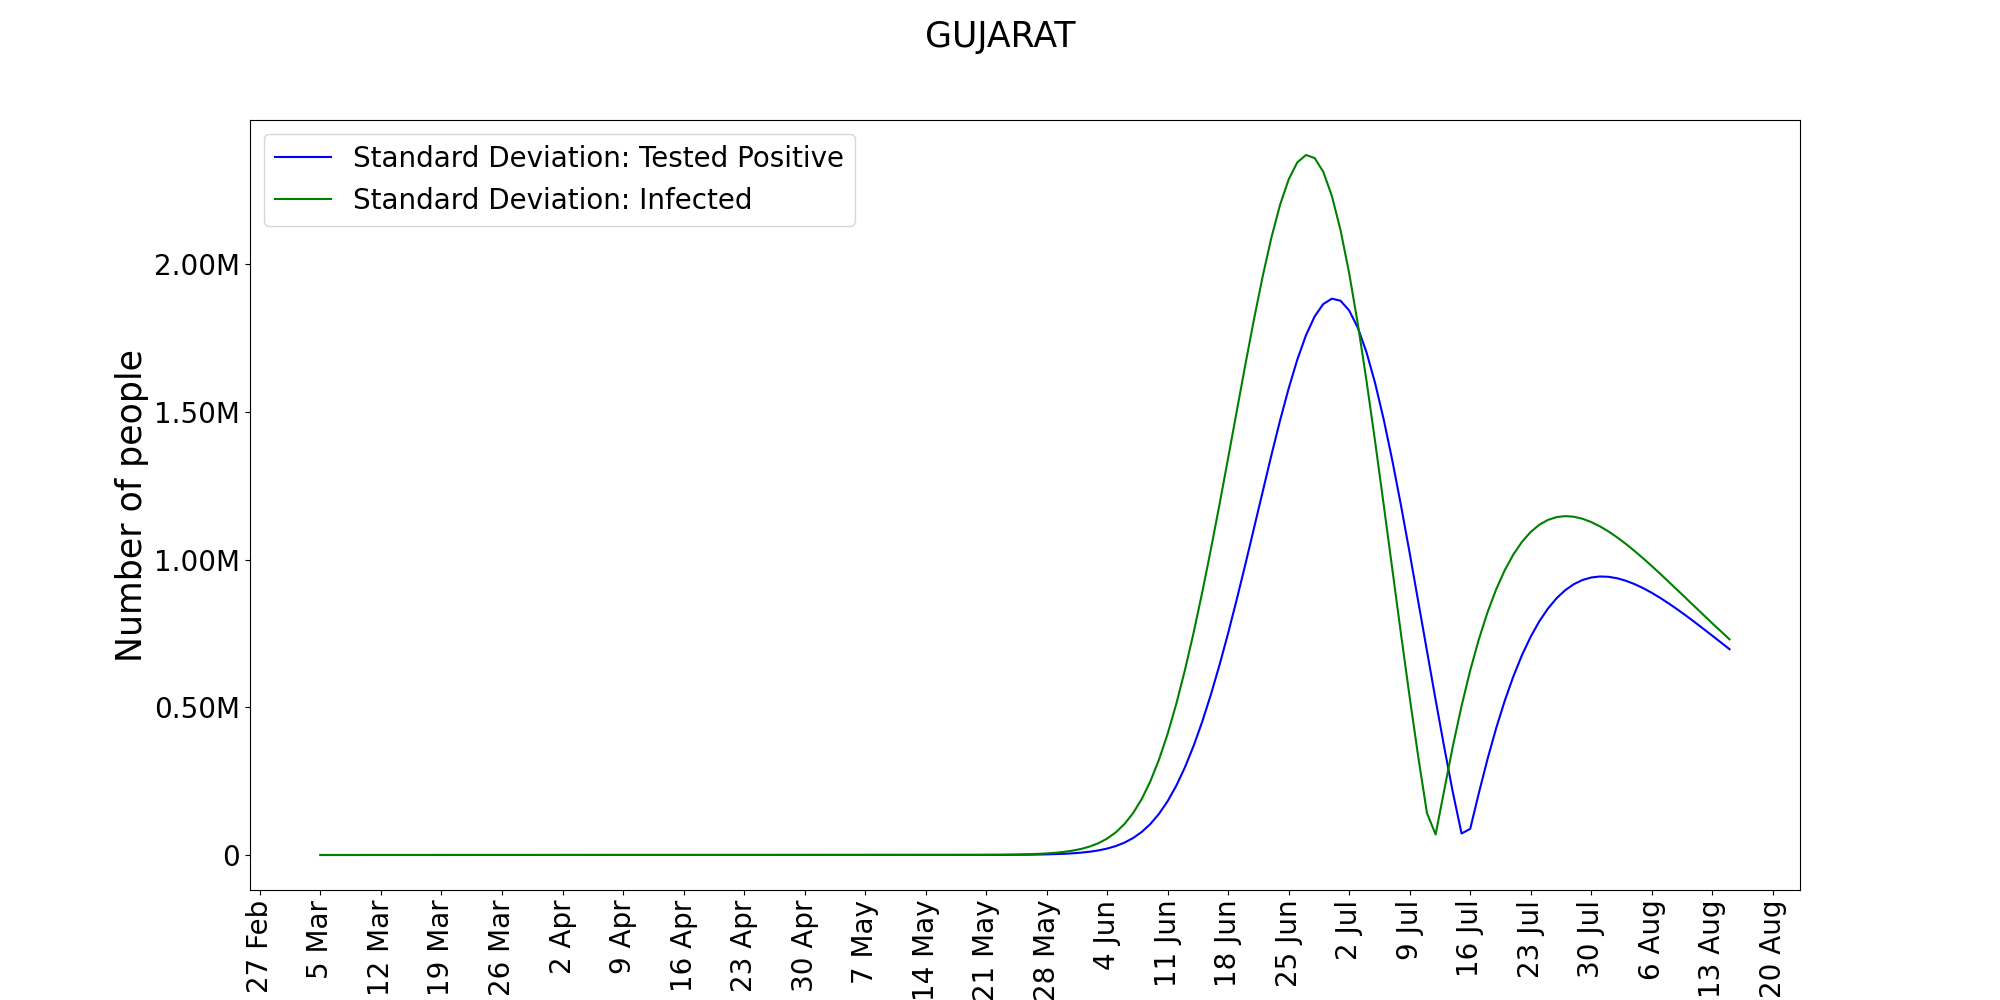 GUJARAT
Standard Deviation: Tested Positive
Standard Deviation: Infected
Number of people
2.00M
1.50M
1.00M
0.50M
0
27 Feb
5 Mar
12 Mar
19 Mar
26 Mar
2 Apr
9 Apr
16 Apr
23 Apr
30 Apr
7 May
14 May
21 May
28 May
4 Jun
11 Jun
18 Jun
25 Jun
2 Jul
9 Jul
16 Jul
23 Jul
30 Jul
6 Aug
13 Aug
20 Aug